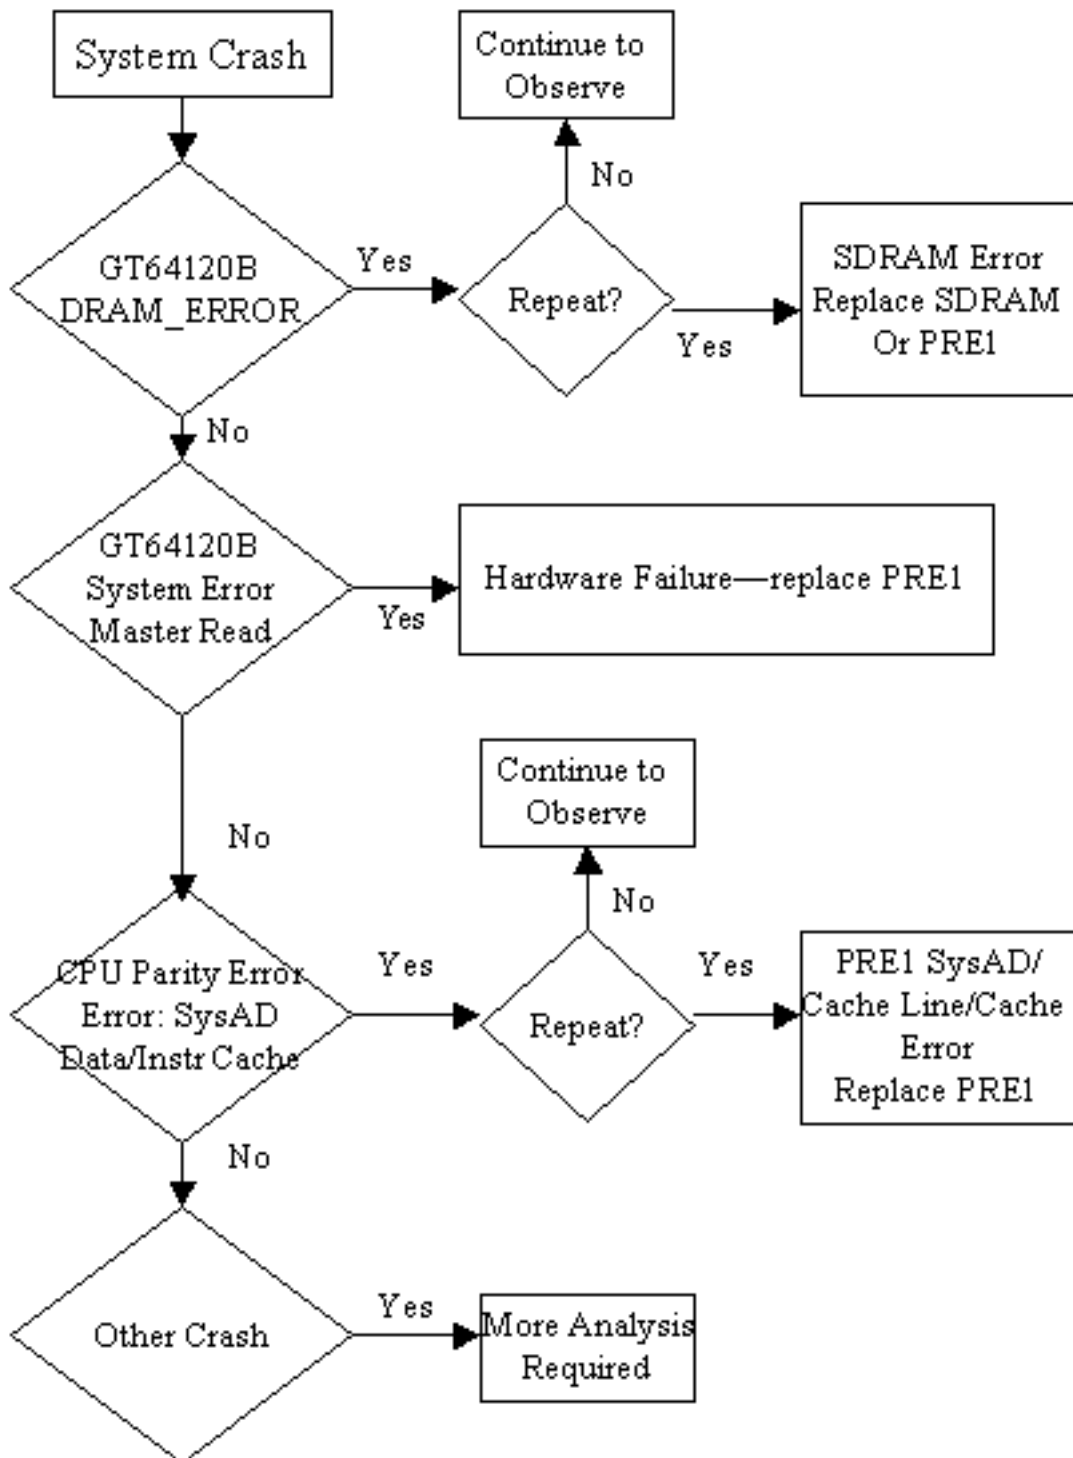 System Crash
Continue to
Observe
No
GT64120B
DRAM_ERROR
Yes
Repeat?
Yes
SDRAM Error
Replace SDRAM
Or PRE1
No
GT64120B
System Error
Master Read
Yes
Hardware Failure—replace PRE1
No
Continue to
Observe
No
CPU Parity Error
Error: SysAD
Data/Instr Cache
Yes
Repeat?
Yes
PRE1 SysAD/
Cache Line/Cache
Error
Replace PRE1
No
Other Crash
Yes
More Analysis
Required